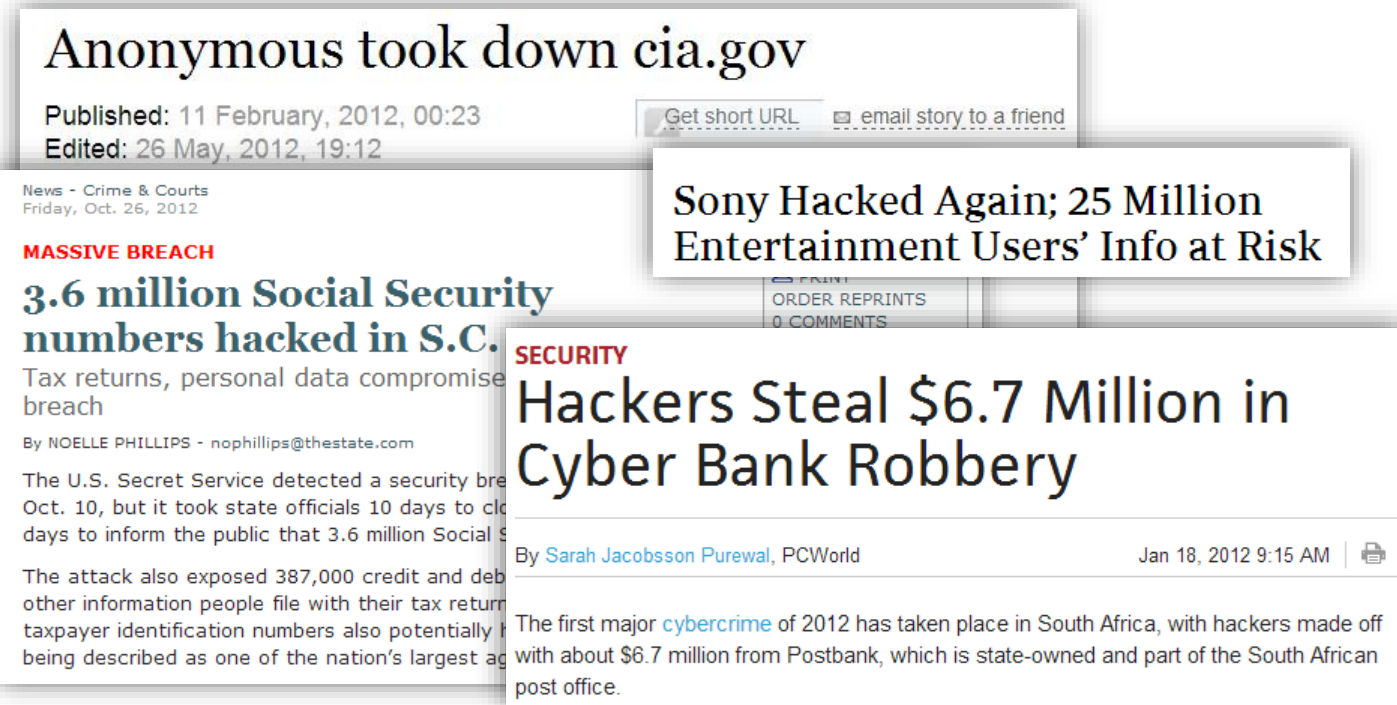 Anonymous took down cia.gov
Published: 11 February, 2012, 00:23
Get short URL
email story to a friend
Edited: 26 May, 2012, 19:12
Sony Hacked Again; 25 Million
Entertainment Users' Info at Risk
PRINT
ORDER REPRINTS
0 COMMENTS
News - Crime & Courts
Friday, Oct. 26, 2012
MASSIVE BREACH
3.6 million Social Security
numbers hacked in S.C.
Tax returns, personal data compromise
breach
By NOELLE PHILLIPS - nophillips@thestate.com
The U.S. Secret Service detected a security bre
Oct. 10, but it took state officials 10 days to clo
days to inform the public that 3.6 million Social
The attack also exposed 387,000 credit and deb
other information people file with their tax return
taxpayer identification numbers also potentially
being described as one of the nation's largest ag
SECURITY
Hackers Steal $6.7 Million in
Cyber Bank Robbery
By Sarah Jacobsson Purewal, PCWorld
Jan 18, 2012 9:15 AM
The first major cybercrime of 2012 has taken place in South Africa, with hackers made off
with about $6.7 million from Postbank, which is state-owned and part of the South African
post office.